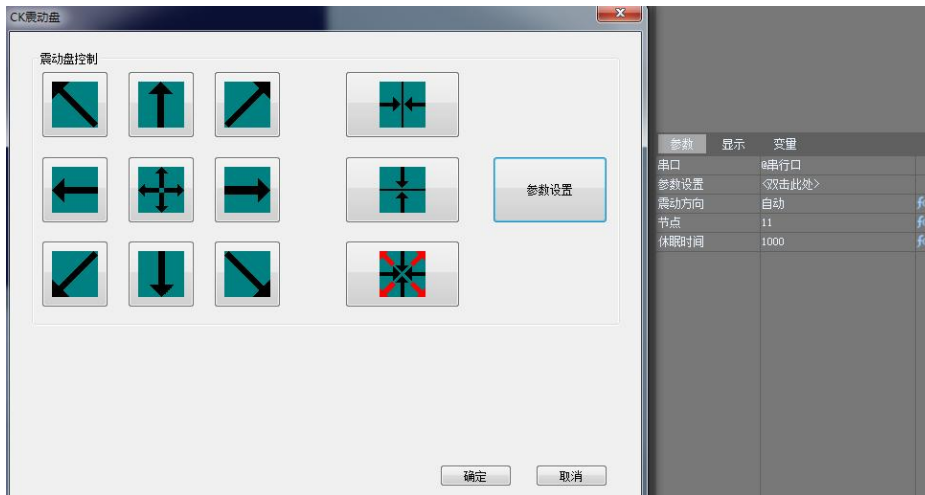 CK震动盘
震动盘控制
参数设置
确定
取消
参数 显示 变量
串口 @串行口
参数设置 <双击此处>
震动方向 自动
节点 11
休眠时间 1000